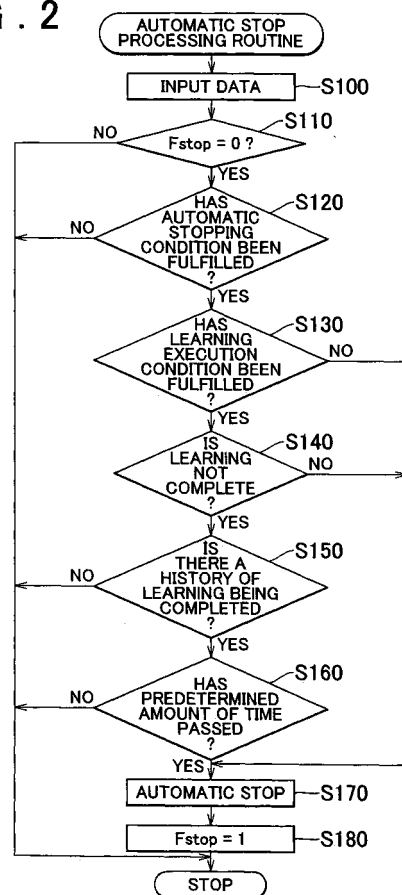 G. 2
AUTOMATIC STOP
PROCESSING ROUTINE
INPUT DATA
S100
Fstop = 0 ?
S110
NO
YES
HAS
AUTOMATIC
STOPPING
CONDITION BEEN
FULFILLED
?
S120
NO
YES
HAS
LEARNING
EXECUTION
CONDITION BEEN
FULFILLED
?
S130
NO
YES
IS
LEARNING
NOT
COMPLETE
?
S140
NO
YES
IS
THERE A
HISTORY OF
LEARNING BEING
COMPLETED
?
S150
NO
YES
HAS
PREDETERMINED
AMOUNT OF TIME
PASSED
?
S160
NO
YES
AUTOMATIC STOP
S170
Fstop = 1
S180
STOP